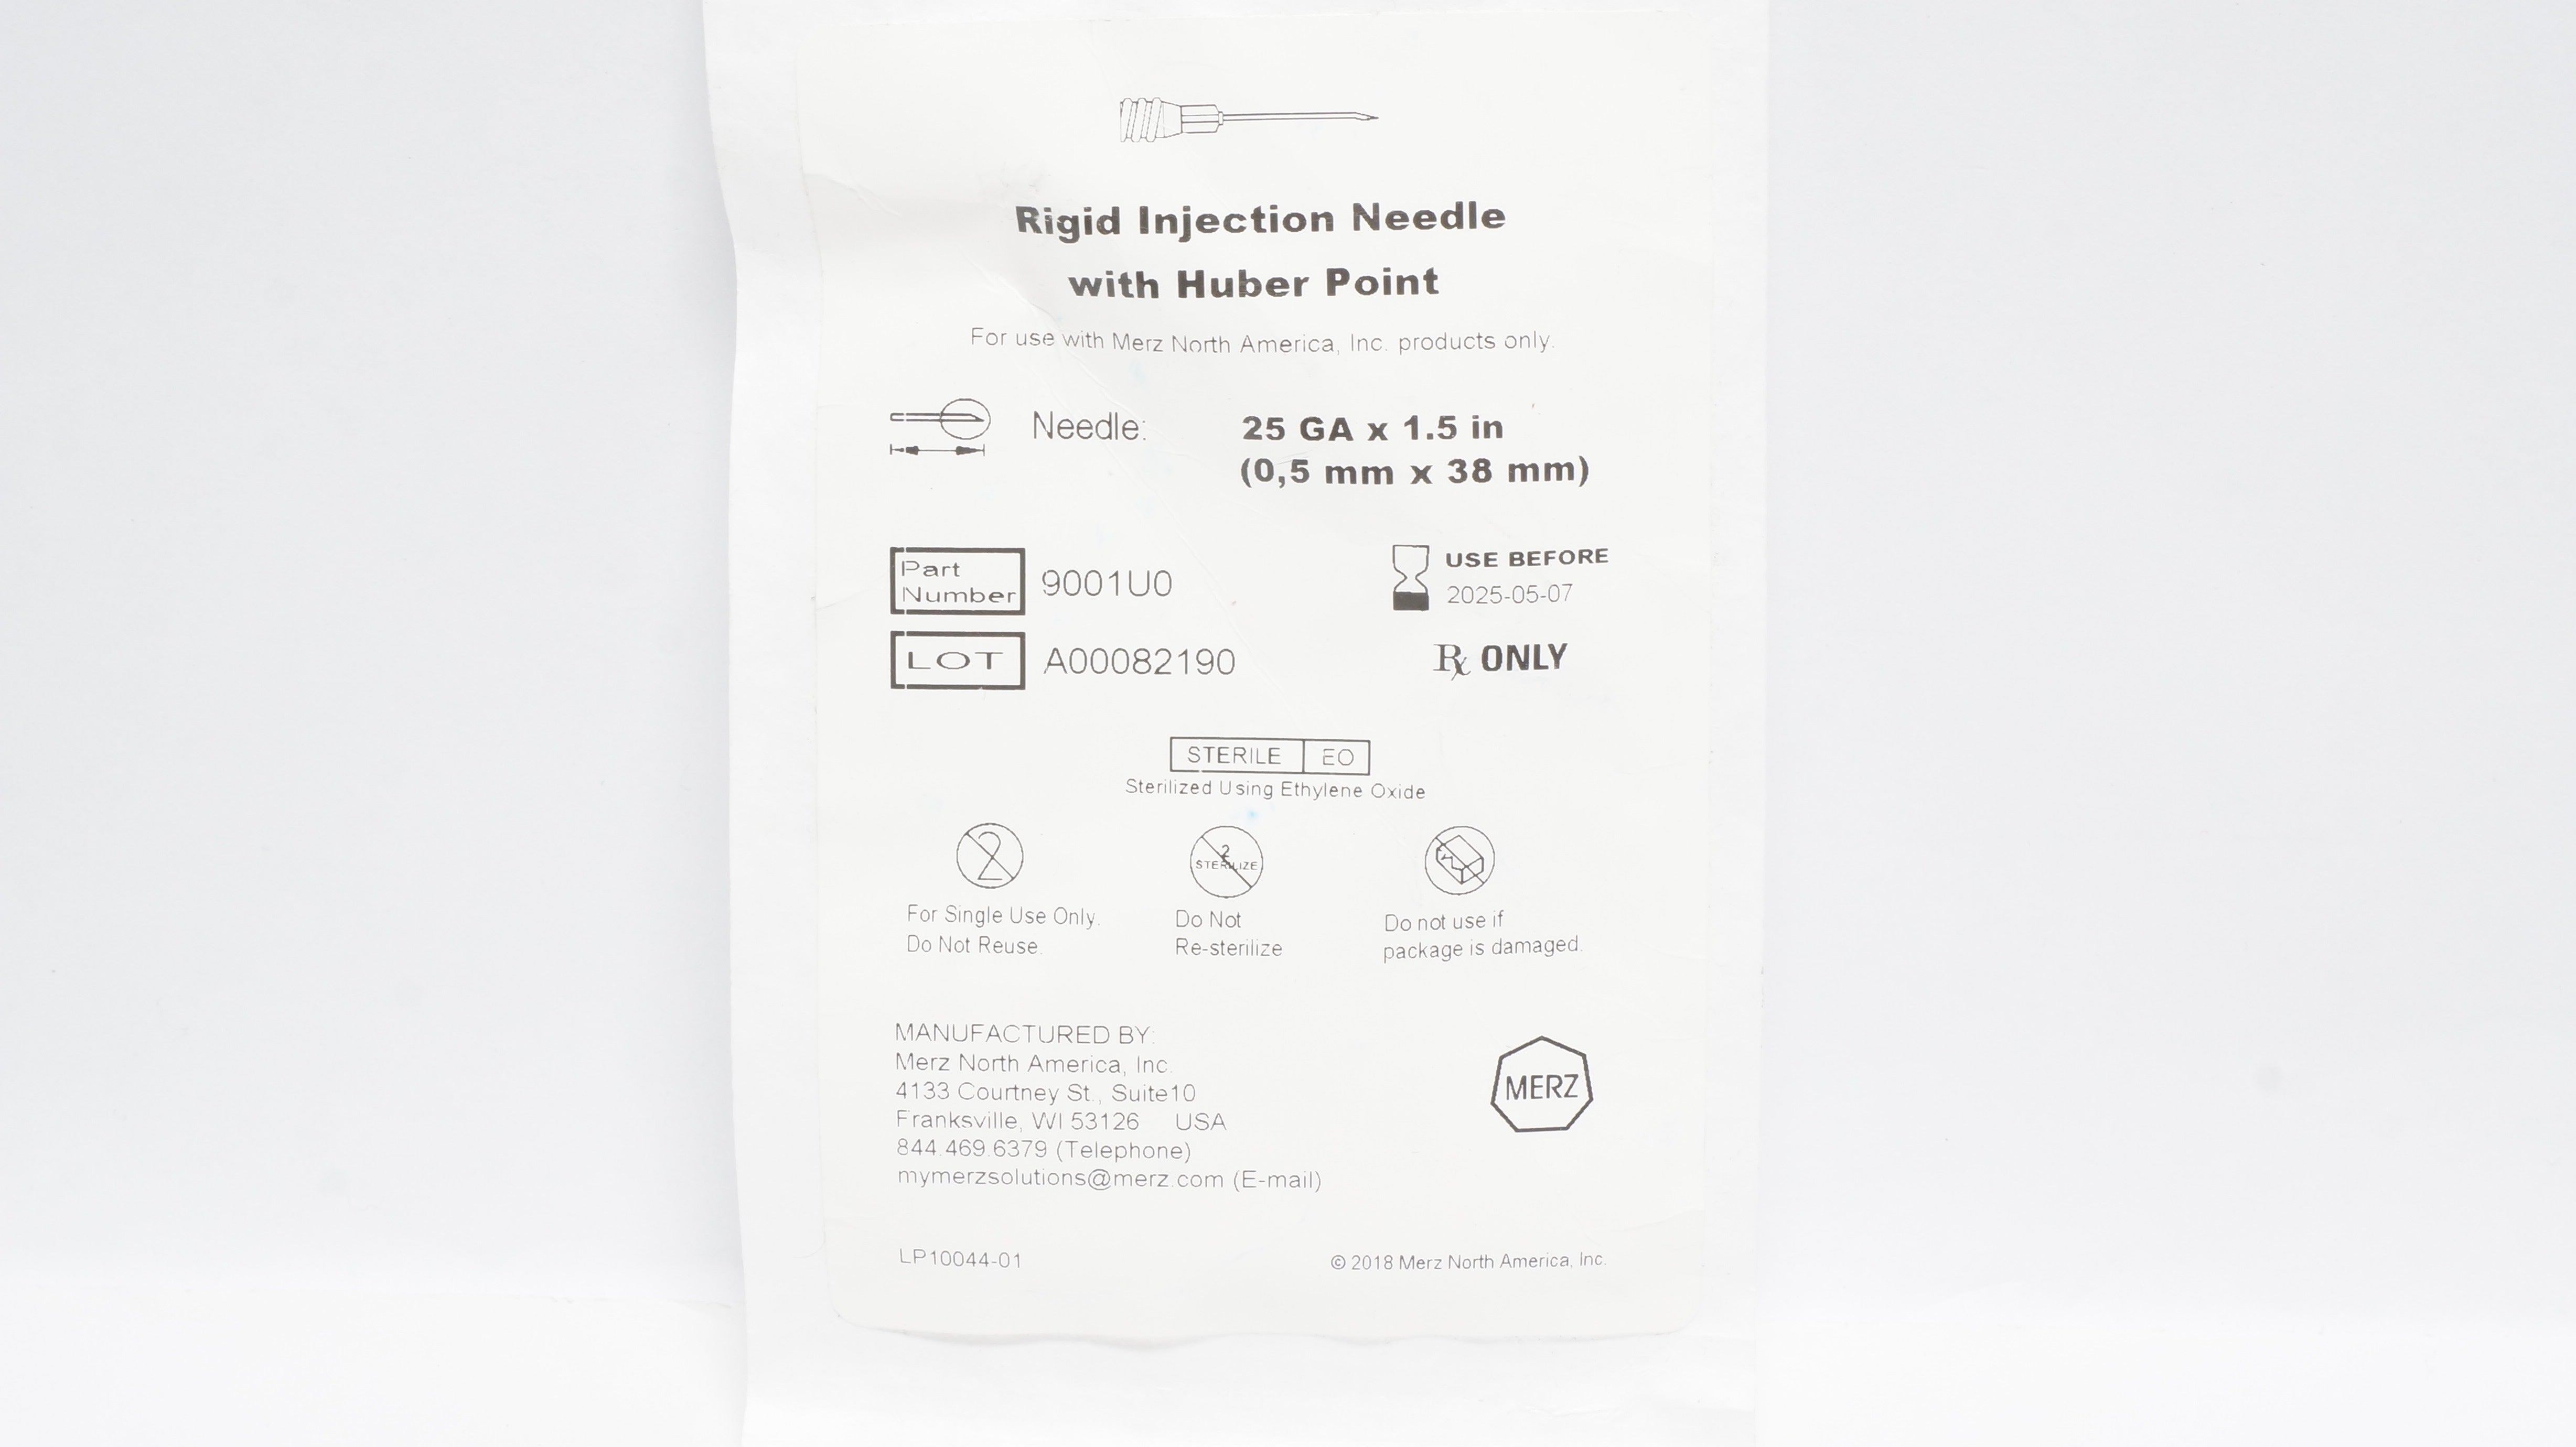 Rigid Injection Needle
with Huber Point
For use with Merz North America, Inc. products only.
Needle: 25 GA x 1.5 in
(0,5 mm x 38 mm)
Part
Number
9001U0
USE BEFORE
2025-05-07
LOT A00082190
Rx ONLY
STERILE EO
Sterilized Using Ethylene Oxide
2
2
STERILIZE
For Single Use Only.
Do Not Reuse.
Do Not
Re-sterilize
Do not use if
package is damaged.
MANUFACTURED BY:
Merz North America, Inc.
4133 Courtney St., Suite10
Franksville, WI 53126 USA
844.469.6379 (Telephone)
mymerzsolutions@merz.com (E-mail)
MERZ
LP10044-01
© 2018 Merz North America, Inc.